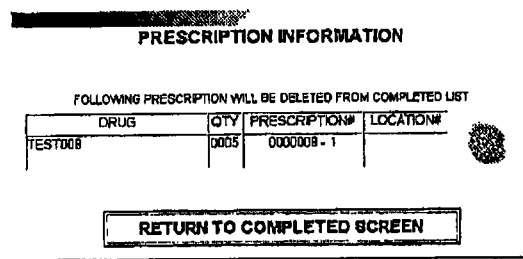 PRESCRIPTION INFORMATION
FOLLOWING PRESCRIPTION WILL BE DELETED FROM COMPLETED LIST
DRUG QTY PRESCRIPTION# LOCATION#
TEST008 0005 0000008 - 1
RETURN TO COMPLETED SCREEN